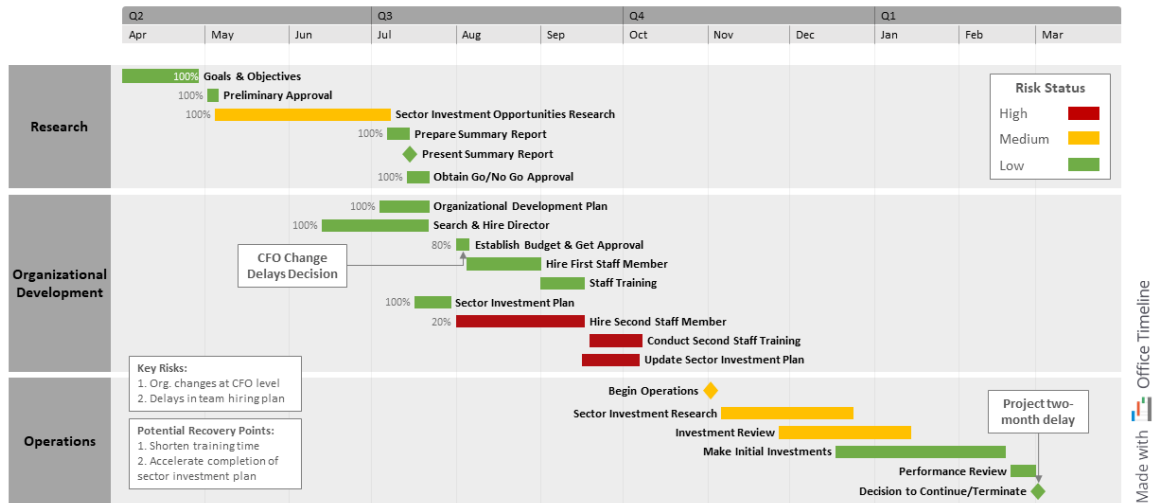 Q2 Q3 Q4 Q1
Apr May Jun Jul Aug Sep Oct Nov Dec Jan Feb Mar
Research
100% Goals & Objectives
100% Preliminary Approval
100% Sector Investment Opportunities Research
100% Prepare Summary Report
Present Summary Report
100% Obtain Go/No Go Approval
Risk Status
High
Medium
Low
Organizational
Development
100% Organizational Development Plan
100% Search & Hire Director
80% Establish Budget & Get Approval
CFO Change
Delays Decision
Hire First Staff Member
Staff Training
100% Sector Investment Plan
20% Hire Second Staff Member
Conduct Second Staff Training
Update Sector Investment Plan
Key Risks:
1. Org. changes at CFO level
2. Delays in team hiring plan
Operations
Potential Recovery Points:
1. Shorten training time
2. Accelerate completion of
sector investment plan
Begin Operations
Sector Investment Research
Investment Review
Make Initial Investments
Performance Review
Decision to Continue/Terminate
Project two-
month delay
Made with Office Timeline